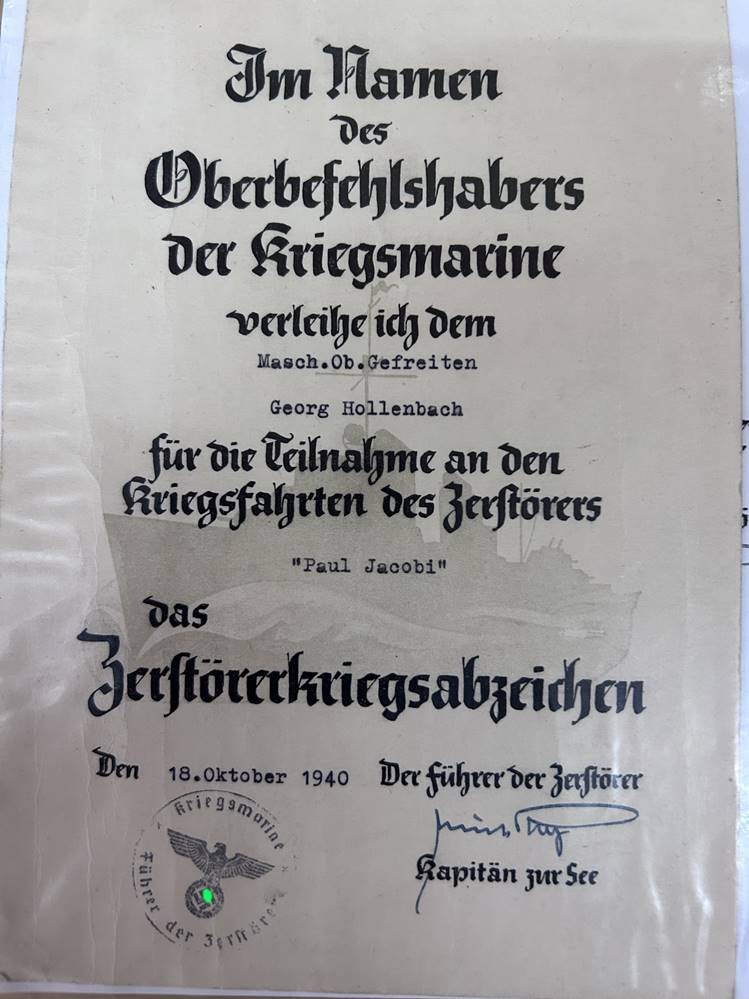 Im Namen
des
Oberbefehlshabers
der Kriegsmarine
verleihe ich dem
Masch.Ob.Gefreiten
Georg Hollenbach
für die Teilnahme an den
Kriegsfahrten des Zerstörers
"Paul Jacobi"
das
Zerstörerkriegsabzeichen
Den 18.Oktober 1940 Der Führer der Zerstörer
Kapitän zur See
Kriegsmarine
Führer der Zerstörer